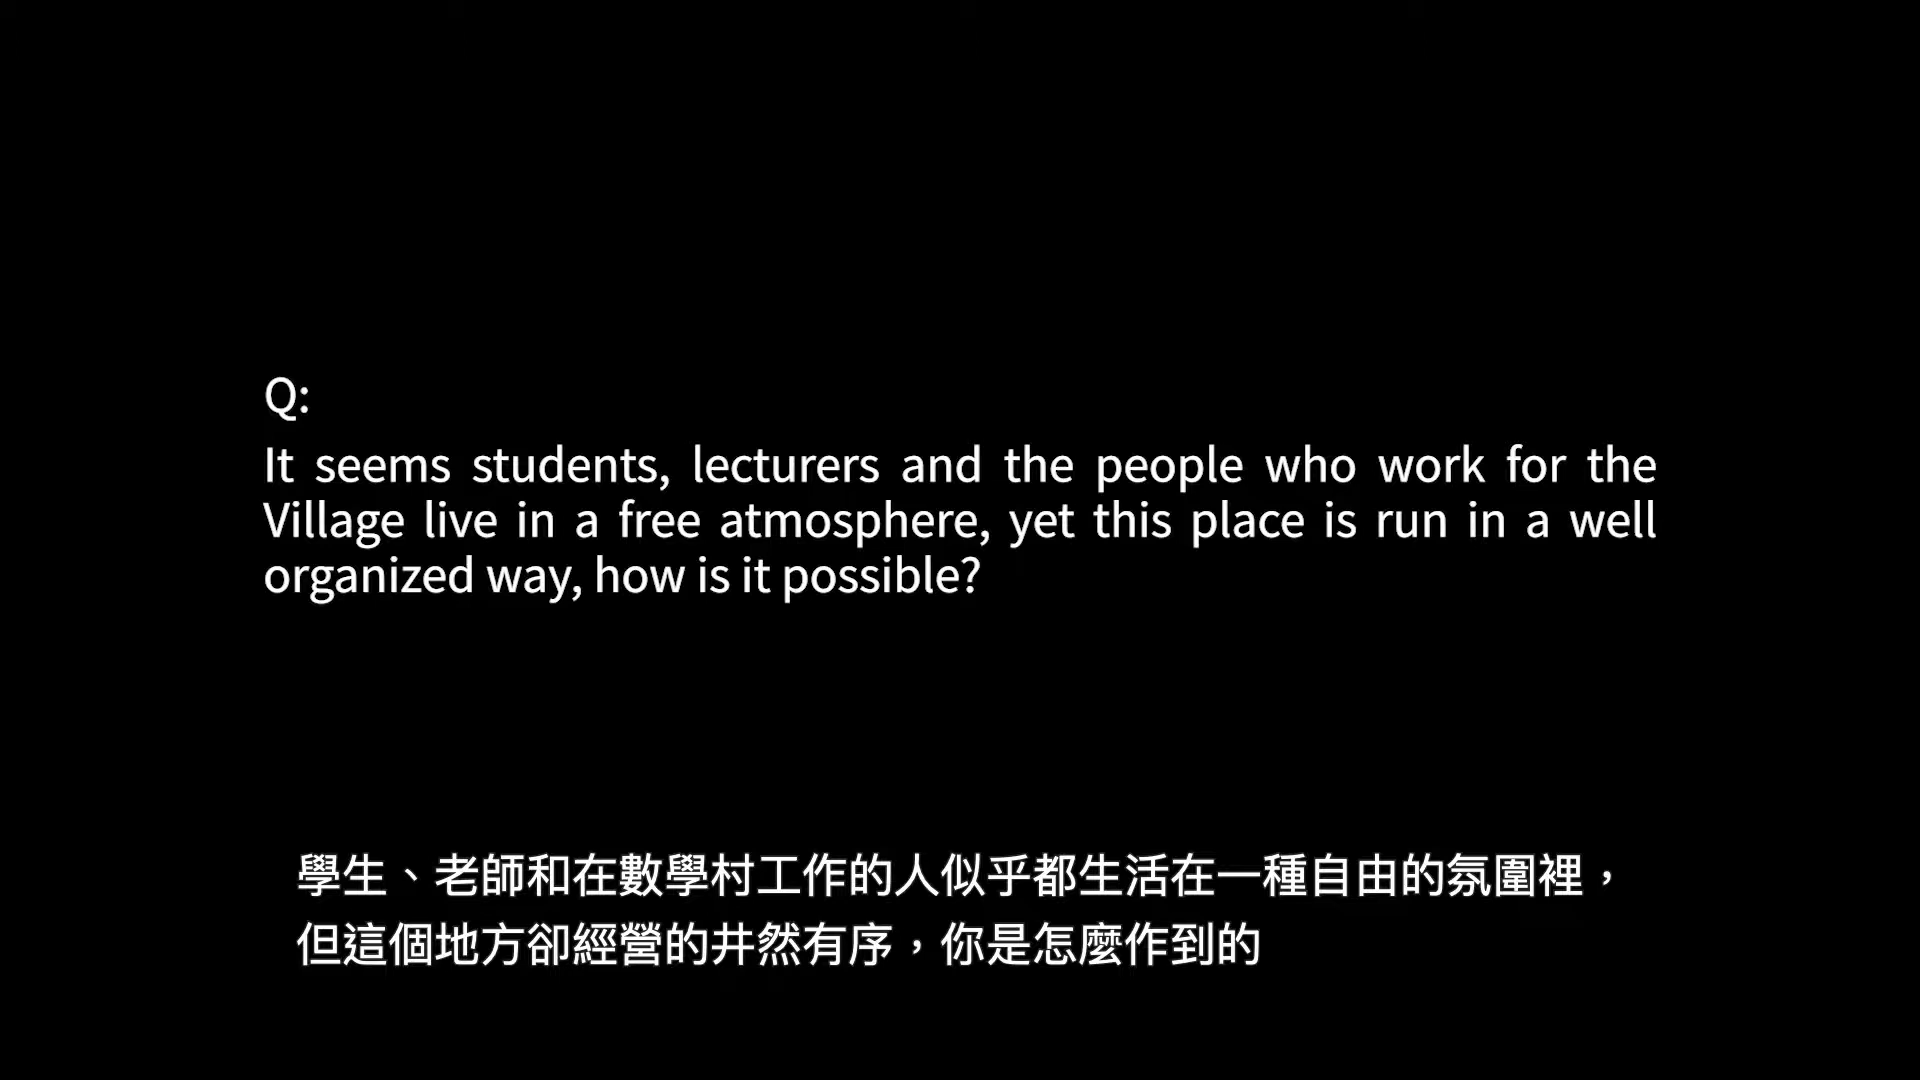 Q:
It seems students, lecturers and the people who work for the
Village live in a free atmosphere, yet this place is run in a well
organized way, how is it possible?
學生、老師和在數學村工作的人似乎都生活在一種自由的氛圍裡，
但這個地方卻經營的井然有序，你是怎麼作到的